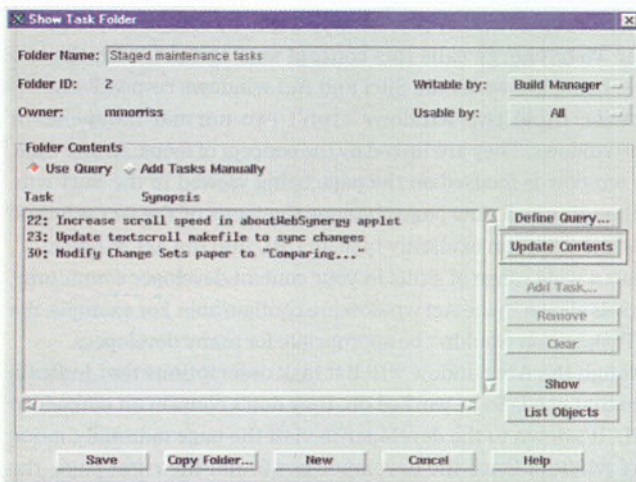 Show Task Folder
Folder Name: Staged maintenance tasks
Folder ID: 2 Writable by: Build Manager
Owner: mmorriss Usable by: All
Folder Contents
Use Query Add Tasks Manually
Task Synopsis
22: Increase scroll speed in aboutWebSynergy applet
23: Update textscroll makefile to sync changes
30: Modify Change Sets paper to "Comparing..."
Define Query...
Update Contents
Add Task...
Remove
Clear
Show
List Objects
Save Copy Folder... New Cancel Help